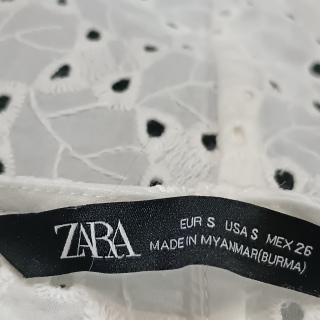 ZARA
EUR S USA S MEX 26
MADE IN MYANMAR(BURMA)